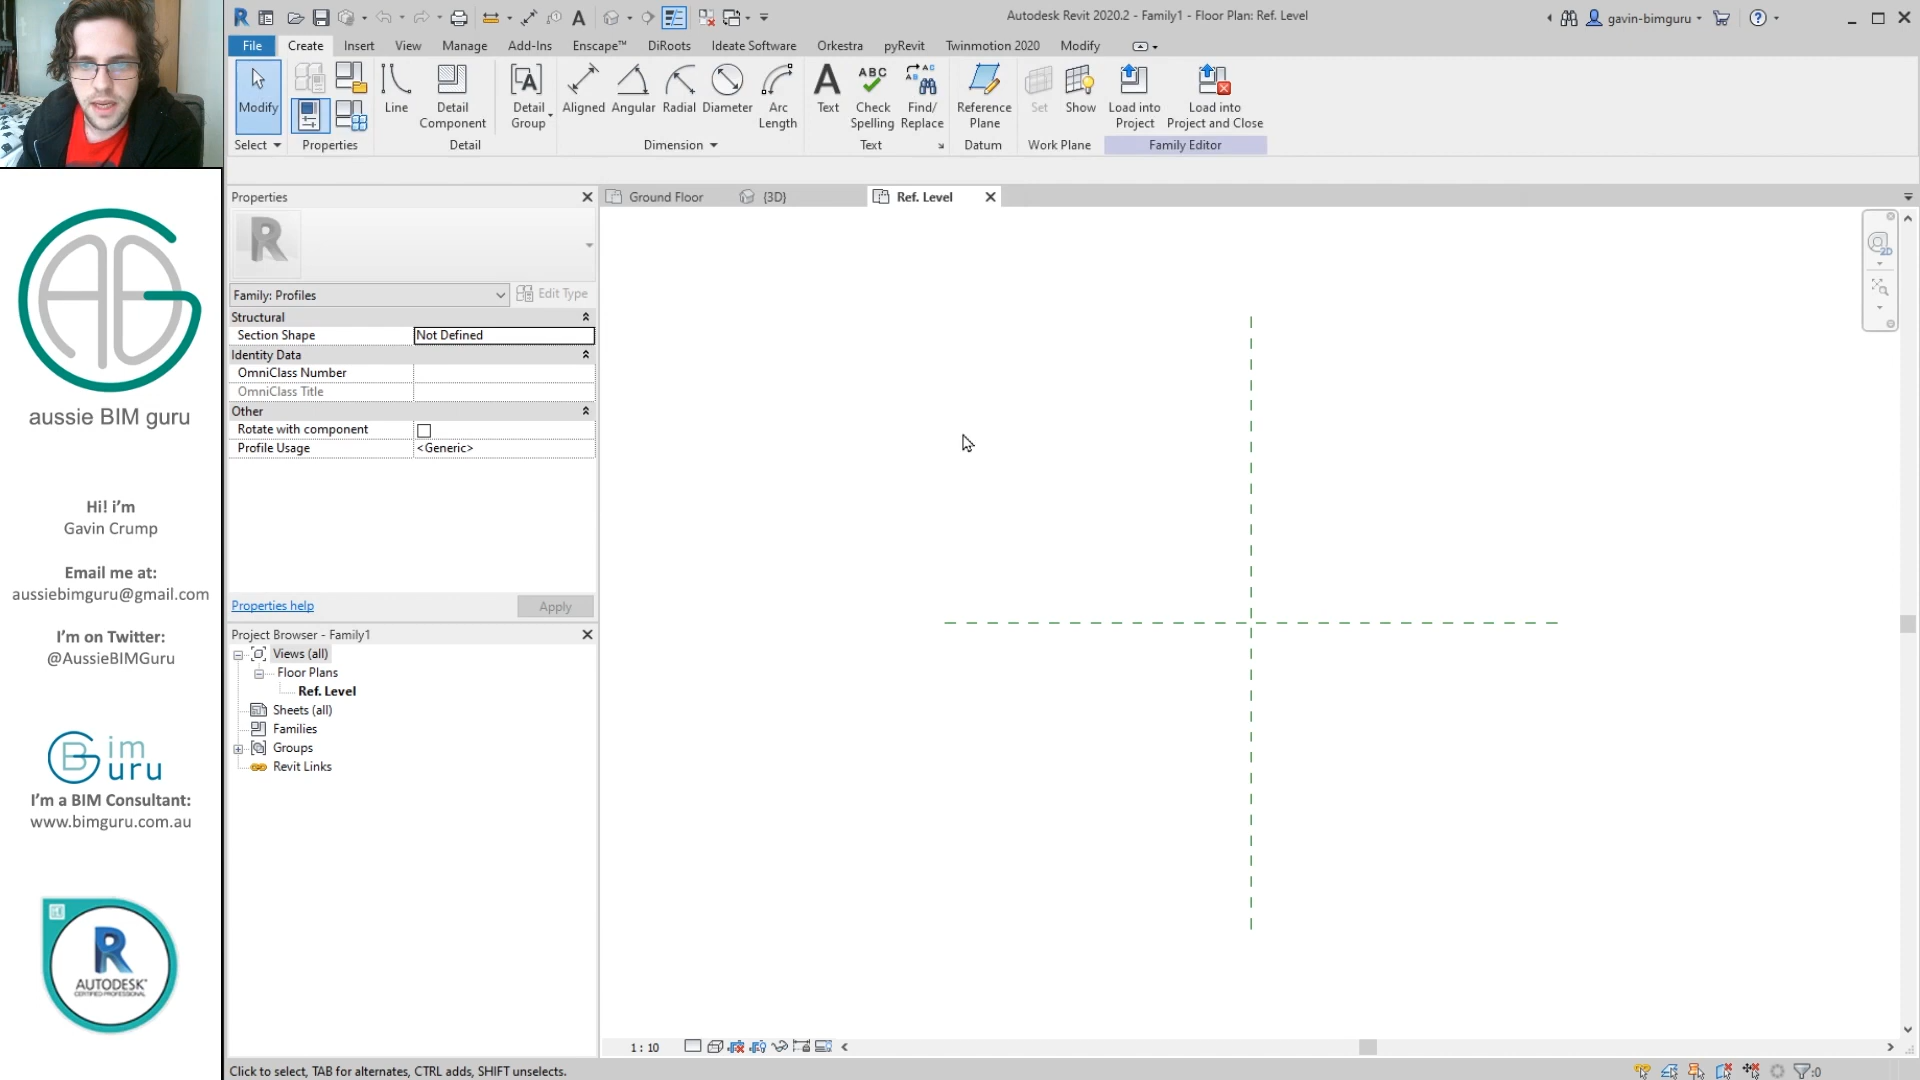 Autodesk Revit 2020.2 - Family1 - Floor Plan: Ref. Level
gavin-bimguru
File Create Insert View Manage Add-Ins Enscape™ DiRoots Ideate Software Orkestra pyRevit Twinmotion 2020 Modify
Modify
Line
Detail Component
Detail Group
Aligned
Angular
Radial
Diameter
Arc Length
Text
Check Spelling
Find/ Replace
Reference Plane
Set
Show
Load into Project
Load into Project and Close
Select Properties Detail Dimension Text Datum Work Plane Family Editor
Properties
Ground Floor
{3D}
Ref. Level
R
Family: Profiles
Edit Type
Structural
Section Shape Not Defined
Identity Data
OmniClass Number
OmniClass Title
Other
Rotate with component
Profile Usage <Generic>
Properties help
Apply
Project Browser - Family1
Views (all)
Floor Plans
Ref. Level
Sheets (all)
Families
Groups
Revit Links
1 : 10
Click to select, TAB for alternates, CTRL adds, SHIFT unselects.
:0
2D
aussie BIM guru
Hi! i'm
Gavin Crump
Email me at:
aussiebimguru@gmail.com
I'm on Twitter:
@AussieBIMGuru
Bim
Guru
I'm a BIM Consultant:
www.bimguru.com.au
R
AUTODESK
CERTIFIED PROFESSIONAL